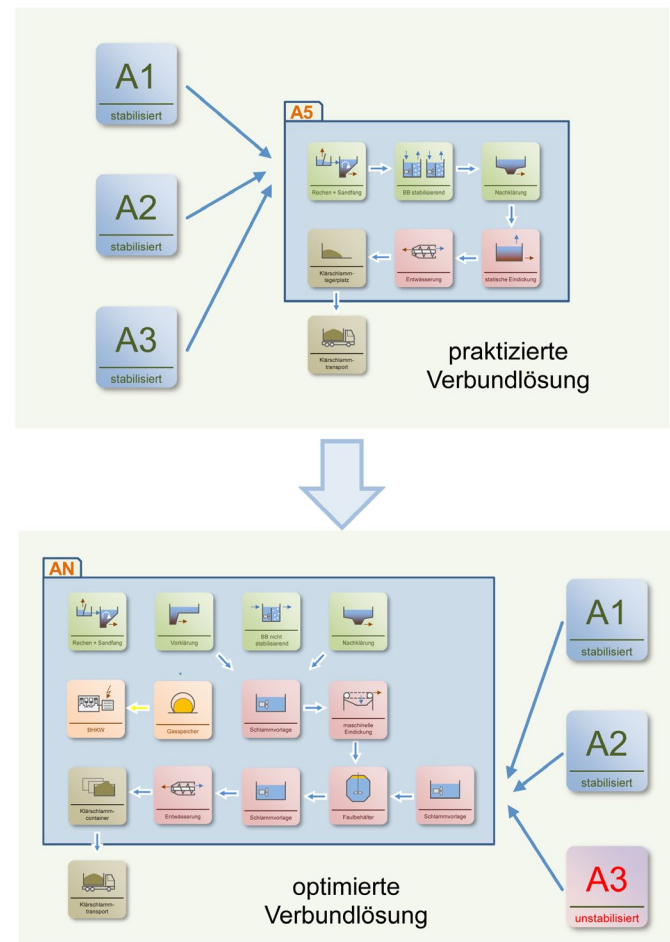 A1
stabilisiert
A2
stabilisiert
A3
stabilisiert
A5
Rechen + Sandfang
BB stabilisierend
Nachklärung
Klärschlamm-
lagerplatz
Entwässerung
statische Eindickung
Klärschlamm-
transport
praktizierte
Verbundlösung
AN
Rechen + Sandfang
Vorklärung
BB nicht
stabilisierend
Nachklärung
BHKW
Gasspeicher
Schlammvorlage
maschinelle
Eindickung
Klärschlamm-
container
Entwässerung
Schlammvorlage
Faulbehälter
Schlammvorlage
Klärschlamm-
transport
optimierte
Verbundlösung
A1
stabilisiert
A2
stabilisiert
A3
unstabilisiert